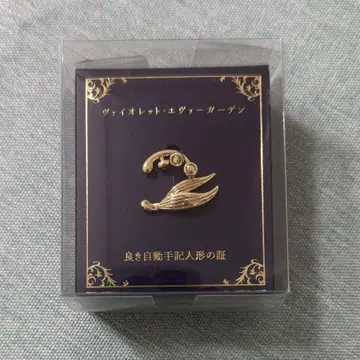 ヴァイオレット・エヴァーガーデン
良き自動手記人形の証